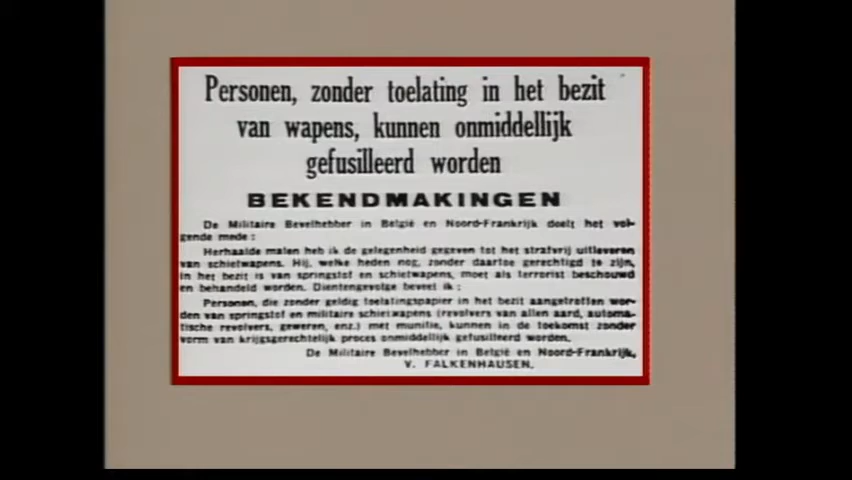 Personen, zonder toelating in het bezit
van wapens, kunnen onmiddellijk
gefusilleerd worden
BEKENDMAKINGEN
De Militaire Bevelhebber in België en Noord-Frankrijk deelt het vol-
gende mede :
Herhaalde malen heb ik de gelegenheid gegeven tot het strafvrij uitleveren
van schietwapens. Hij, welke heden nog, zonder daartoe gerechtigd te zijn,
in het bezit is van springstof en schietwapens, moet als terrorist beschouwd
en behandeld worden. Dientengevolge beveel ik :
Personen, die zonder geldig toelatingspapier in het bezit aangetroffen wor-
den van springstof en militaire schietwapens (revolvers van allen aard, automa-
tische revolvers, geweren, enz.) met munitie, kunnen in de toekomst zonder
vorm van krijgsgerechtelijk proces onmiddellijk gefusilleerd worden.
De Militaire Bevelhebber in België en Noord-Frankrijk,
V. FALKENHAUSEN.